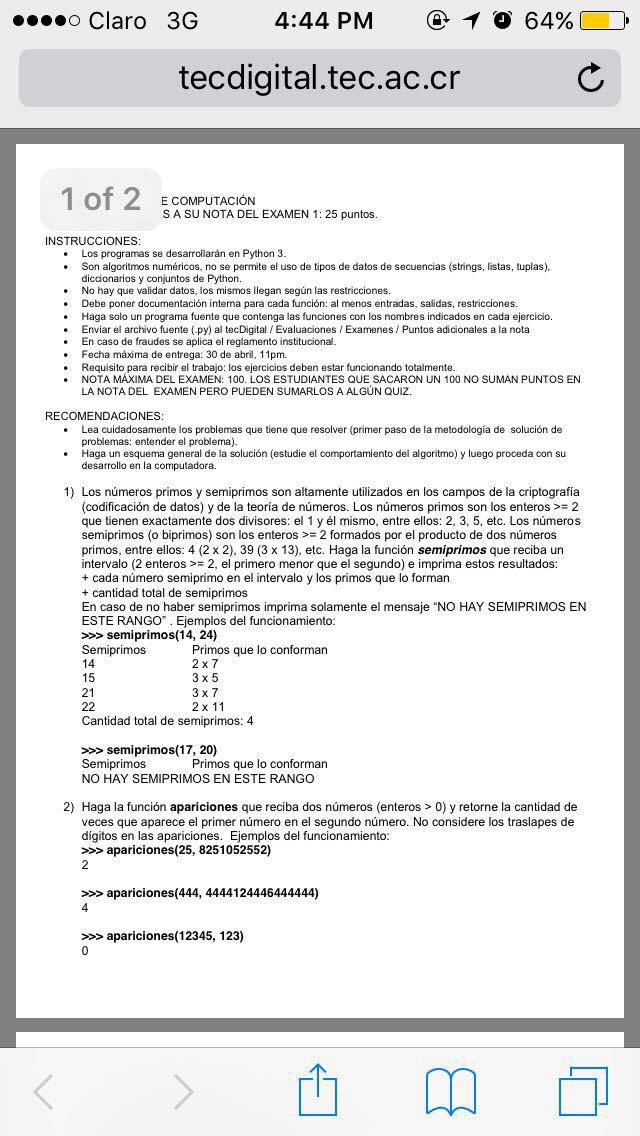 Claro 3G 4:44 PM 64%
tecdigital.tec.ac.cr
1 of 2
E COMPUTACIÓN
S A SU NOTA DEL EXAMEN 1: 25 puntos.
INSTRUCCIONES:
• Los programas se desarrollarán en Python 3.
• Son algoritmos numéricos, no se permite el uso de tipos de datos de secuencias (strings, listas, tuplas),
diccionarios y conjuntos de Python.
• No hay que validar datos, los mismos llegan según las restricciones.
• Debe poner documentación interna para cada función: al menos entradas, salidas, restricciones.
• Haga solo un programa fuente que contenga las funciones con los nombres indicados en cada ejercicio.
• Enviar el archivo fuente (.py) al tecDigital / Evaluaciones / Examenes / Puntos adicionales a la nota
• En caso de fraudes se aplica el reglamento institucional.
• Fecha máxima de entrega: 30 de abril, 11pm.
• Requisito para recibir el trabajo: los ejercicios deben estar funcionando totalmente.
• NOTA MÁXIMA DEL EXAMEN: 100. LOS ESTUDIANTES QUE SACARON UN 100 NO SUMAN PUNTOS EN
LA NOTA DEL EXAMEN PERO PUEDEN SUMARLOS A ALGÚN QUIZ.
RECOMENDACIONES:
• Lea cuidadosamente los problemas que tiene que resolver (primer paso de la metodología de solución de
problemas: entender el problema).
• Haga un esquema general de la solución (estudie el comportamiento del algoritmo) y luego proceda con su
desarrollo en la computadora.
1) Los números primos y semiprimos son altamente utilizados en los campos de la criptografía
(codificación de datos) y de la teoría de números. Los números primos son los enteros >= 2
que tienen exactamente dos divisores: el 1 y él mismo, entre ellos: 2, 3, 5, etc. Los números
semiprimos (o biprimos) son los enteros >= 2 formados por el producto de dos números
primos, entre ellos: 4 (2 x 2), 39 (3 x 13), etc. Haga la función semiprimos que reciba un
intervalo (2 enteros >= 2, el primero menor que el segundo) e imprima estos resultados:
+ cada número semiprimo en el intervalo y los primos que lo forman
+ cantidad total de semiprimos
En caso de no haber semiprimos imprima solamente el mensaje “NO HAY SEMIPRIMOS EN
ESTE RANGO” . Ejemplos del funcionamiento:
>>> semiprimos(14, 24)
Semiprimos Primos que lo conforman
14 2 x 7
15 3 x 5
21 3 x 7
22 2 x 11
Cantidad total de semiprimos: 4
>>> semiprimos(17, 20)
Semiprimos Primos que lo conforman
NO HAY SEMIPRIMOS EN ESTE RANGO
2) Haga la función apariciones que reciba dos números (enteros > 0) y retorne la cantidad de
veces que aparece el primer número en el segundo número. No considere los traslapes de
dígitos en las apariciones. Ejemplos del funcionamiento:
>>> apariciones(25, 8251052552)
2
>>> apariciones(444, 4444124446444444)
4
>>> apariciones(12345, 123)
0